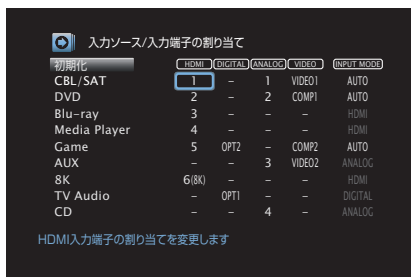 入力ソース/入力端子の割り当て
初期化 HDMI DIGITAL ANALOG VIDEO INPUT MODE
CBL/SAT 1 – 1 VIDEO1 AUTO
DVD 2 – 2 COMP1 AUTO
Blu-ray 3 – – – HDMI
Media Player 4 – – – HDMI
Game 5 OPT2 – COMP2 AUTO
AUX – – 3 VIDEO2 ANALOG
8K 6(8K) – – – HDMI
TV Audio – OPT1 – – DIGITAL
CD – – 4 – ANALOG
HDMI入力端子の割り当てを変更します